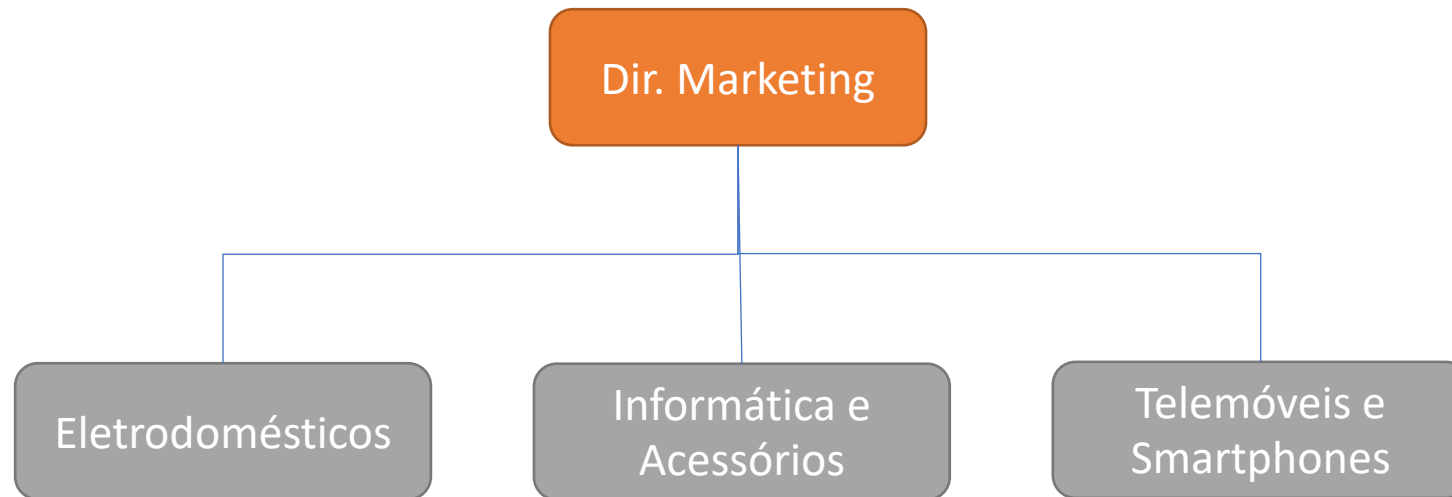 Dir. Marketing
Eletrodomésticos
Informática e
Acessórios
Telemóveis e
Smartphones